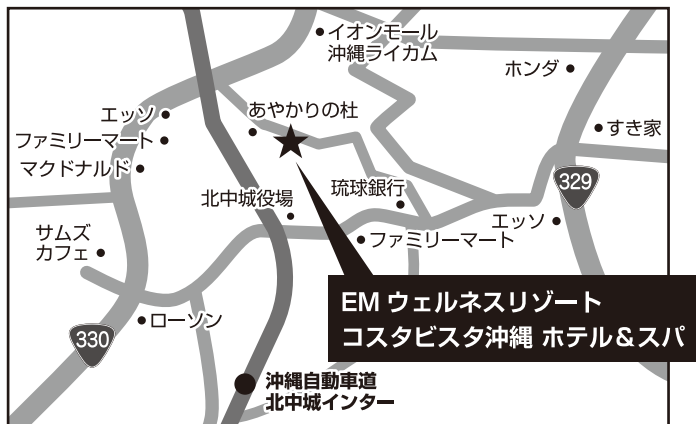 イオンモール
沖縄ライカム
ホンダ
エッソ
あやかりの杜
すき家
ファミリーマート
マクドナルド
329
琉球銀行
北中城役場
エッソ
サムズ
カフェ
ファミリーマート
EM ウェルネスリゾート
コスタビスタ沖縄 ホテル＆スパ
ローソン
330
沖縄自動車道
北中城インター